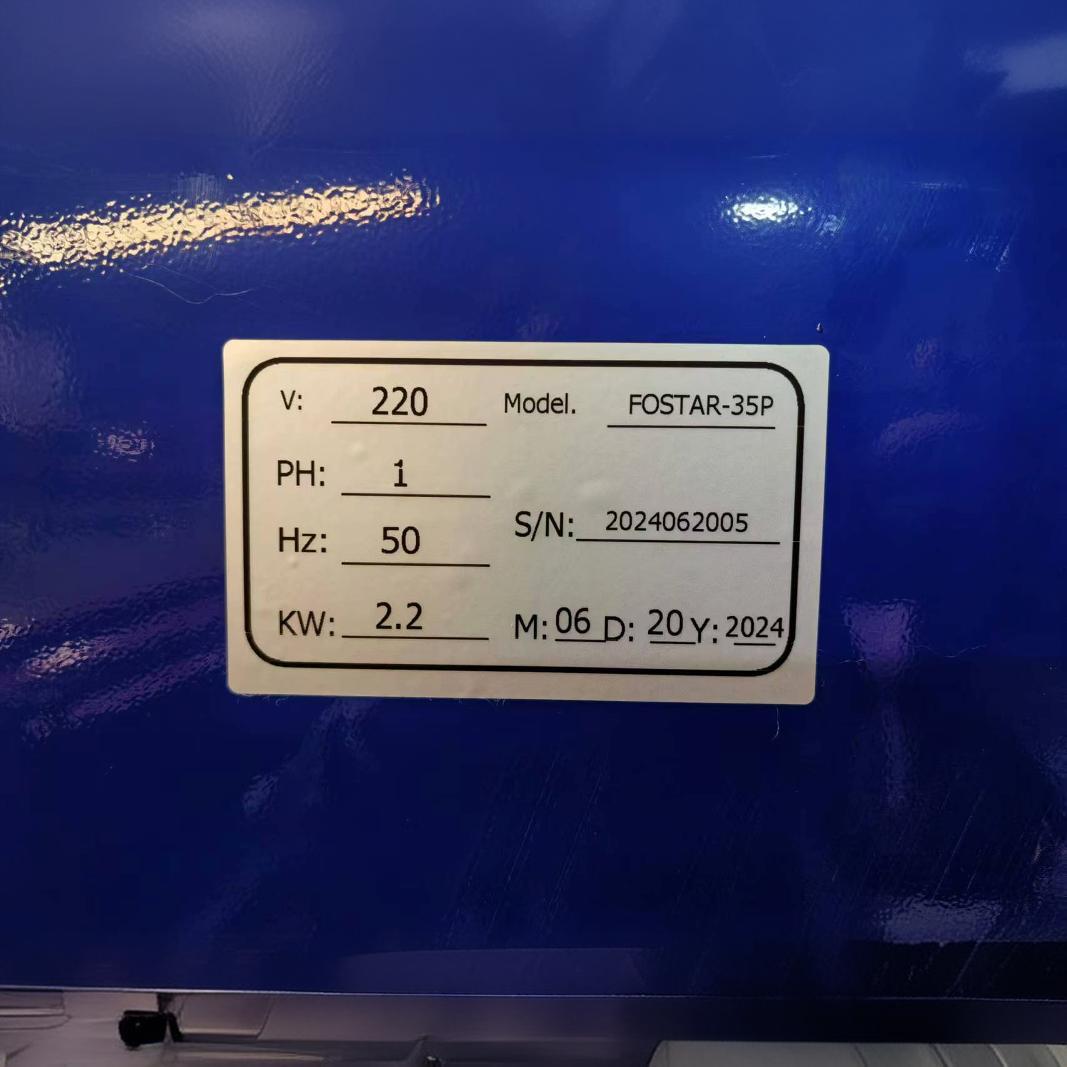 V: 220 Model. FOSTAR-35P
PH: 1
S/N: 2024062005
Hz: 50
KW: 2.2 M: 06 D: 20 Y: 2024